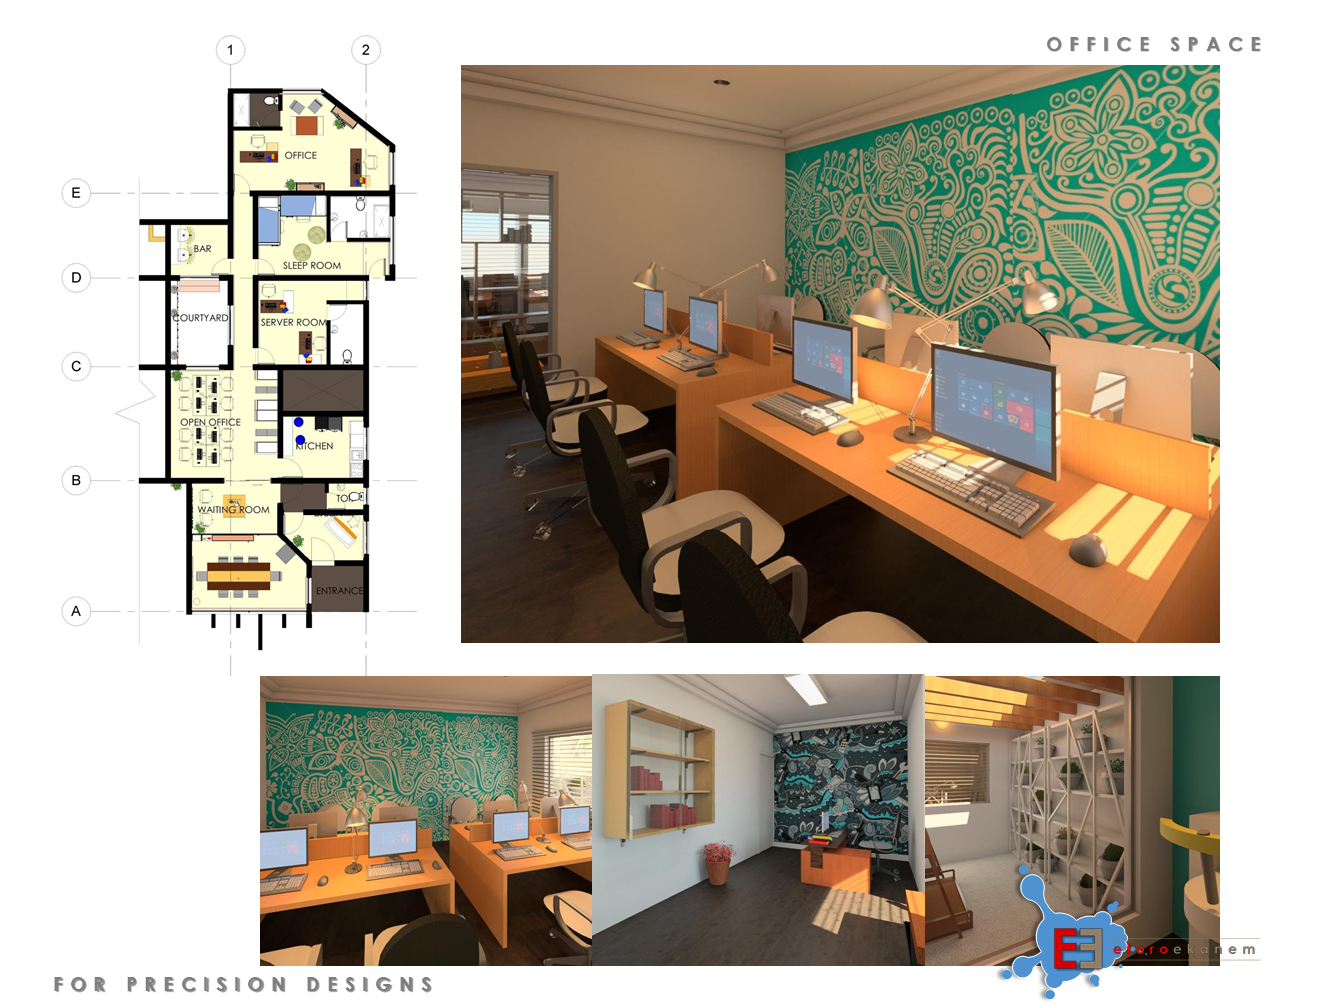 OFFICE SPACE
1
2
OFFICE
E
BAR
SLEEP ROOM
D
COURTYARD
SERVER ROOM
C
OPEN OFFICE
KITCHEN
B
WAITING ROOM
ENTRANCE
A
ekanem
FOR PRECISION DESIGNS